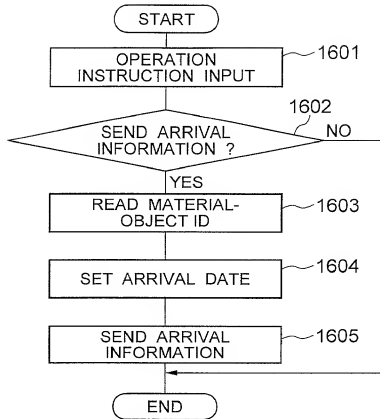 START
OPERATION
INSTRUCTION INPUT
1601
1602
SEND ARRIVAL
INFORMATION ?
NO
YES
READ MATERIAL-
OBJECT ID
1603
SET ARRIVAL DATE
1604
SEND ARRIVAL
INFORMATION
1605
END